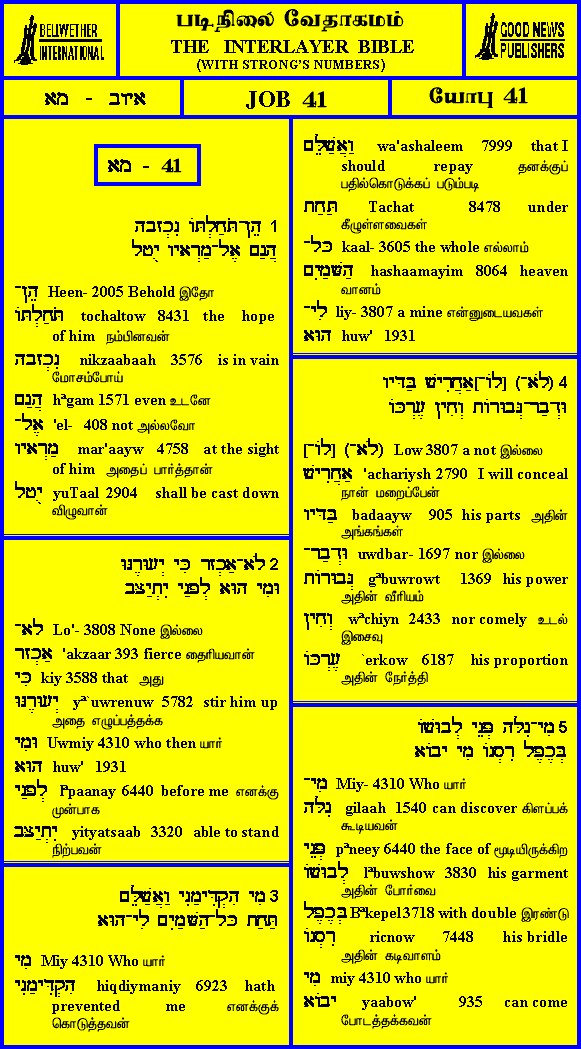 BELLWETHER
INTERNATIONAL
படிநிலை வேதாகமம்
THE INTERLAYER BIBLE
(WITH STRONG'S NUMBERS)
GOOD NEWS
PUBLISHERS
איוב - מא
JOB 41
யோபு 41
מא - 41
1 הֵן־תֹּחַלְתּוֹ נִכְזָבָה
הֲגַם אֶל־מַרְאָיו יֻטָל
הֵן־ Heen- 2005 Behold இதோ
תֹּחַלְתּוֹ tochaltow 8431 the hope
of him நம்பினவன்
נִכְזָבָה nikzaabaah 3576 is in vain
மோசம்போய்
הֲגַם hªgam 1571 even உடனே
אֶל־ 'el- 408 not அல்லவோ
מַרְאָיו mar'aayw 4758 at the sight
of him அதைப் பார்த்தான்
יֻטָל yuTaal 2904 shall be cast down
விழுவான்
2 לֹא־אַכְזָר כִּי יְעוּרֶנּוּ
וּמִי הוּא לְפָנַי יִתְיַצָּב
לֹא־ Lo'- 3808 None இல்லை
אַכְזָר 'akzaar 393 fierce தைரியவான்
כִּי kiy 3588 that அது
יְעוּרֶנּוּ yª`uwrenuw 5782 stir him up
அதை எழுப்பத்தக்க
וּמִי Uwmiy 4310 who then யார்
הוּא huw' 1931
לְפָנַי lªpaanay 6440 before me எனக்கு
முன்பாக
יִתְיַצָּב yityatsaab 3320 able to stand
நிற்பவன்
3 מִי הִקְדִּימַנִי וַאֲשַׁלֵּם
תַּחַת כָּל־הַשָּׁמַיִם לִי־הוּא
מִי Miy 4310 Who யார்
הִקְדִּימַנִי hiqdiymaniy 6923 hath
prevented me எனக்குக்
கொடுத்தவன்
וַאֲשַׁלֵּם wa'ashaleem 7999 that I
should repay தனக்குப்
பதில்கொடுக்கப் படும்படி
תַּחַת Tachat 8478 under
கீழுள்ளவைகள்
כָּל־ kaal- 3605 the whole எல்லாம்
הַשָּׁמַיִם hashaamayim 8064 heaven
வானம்
לִי־ liy- 3807 a mine என்னுடையவகள்
הוּא huw' 1931
4 (לֹא־) [לוֹ־]אַחֲרִישׁ בַּדָּיו
וּדְבַר־גְּבוּרוֹת וְחִין עֶרְכּוֹ
(לֹא־) [לוֹ־] Low 3807 a not இல்லை
אַחֲרִישׁ 'achariysh 2790 I will conceal
நான் மறைப்பேன்
בַּדָּיו badaayw 905 his parts அதின்
அங்கங்கள்
וּדְבַר־ uwdbar- 1697 nor இல்லை
גְּבוּרוֹת gªbuwrowt 1369 his power
அதின் வீரியம்
וְחִין wªchiyn 2433 nor comely உடல்
இசைவு
עֶרְכּוֹ `erkow 6187 his proportion
அதின் நேர்த்தி
5 מִי־גִלָּה פְּנֵי לְבוּשׁוֹ
בְּכֶפֶל רִסְנוֹ מִי יָבוֹא
מִי־ Miy- 4310 Who யார்
גִלָּה gilaah 1540 can discover கிளப்பக்
கூடியவன்
פְּנֵי pªneey 6440 the face of மூடியிருக்கிற
לְבוּשׁוֹ lªbuwshow 3830 his garment
அதின் போர்வை
בְּכֶפֶל Bªkepel 3718 with double இரண்டு
רִסְנוֹ ricnow 7448 his bridle
அதின் கடிவாளம்
מִי miy 4310 who யார்
יָבוֹא yaabow' 935 can come
போடத்தக்கவன்